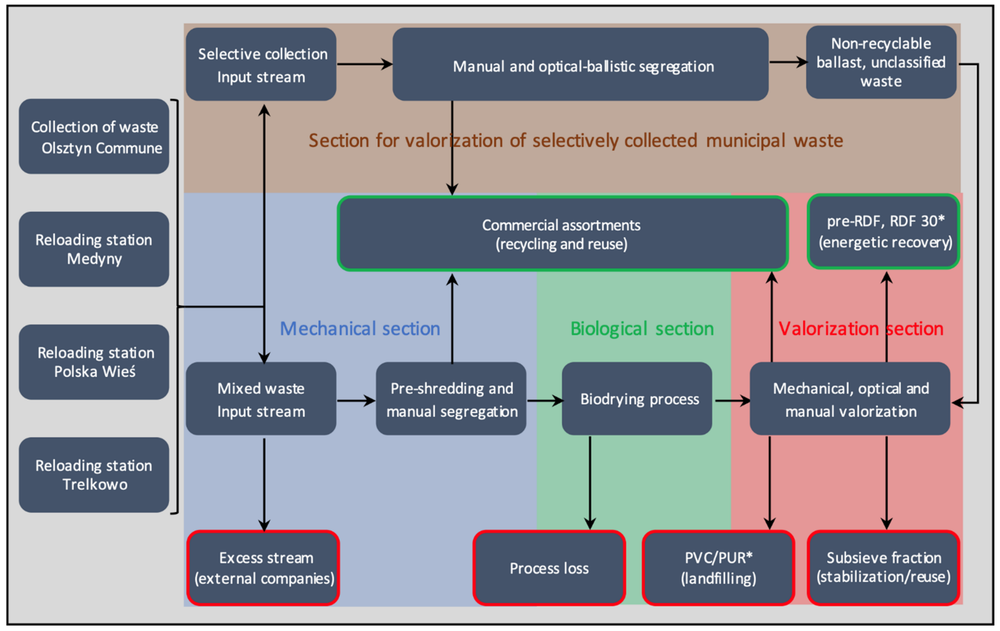 Selective collection
Input stream
Manual and optical-ballistic segregation
Non-recyclable
ballast, unclassified
waste
Collection of waste
Olsztyn Commune
Section for valorization of selectively collected municipal waste
Reloading station
Medyny
Commercial assortments
(recycling and reuse)
pre-RDF, RDF 30*
(energetic recovery)
Mechanical section
Biological section
Valorization section
Reloading station
Polska Wieś
Mixed waste
Input stream
Pre-shredding and
manual segregation
Biodrying process
Mechanical, optical and
manual valorization
Reloading station
Trelkowo
Excess stream
(external companies)
Process loss
PVC/PUR*
(landfilling)
Subsieve fraction
(stabilization/reuse)